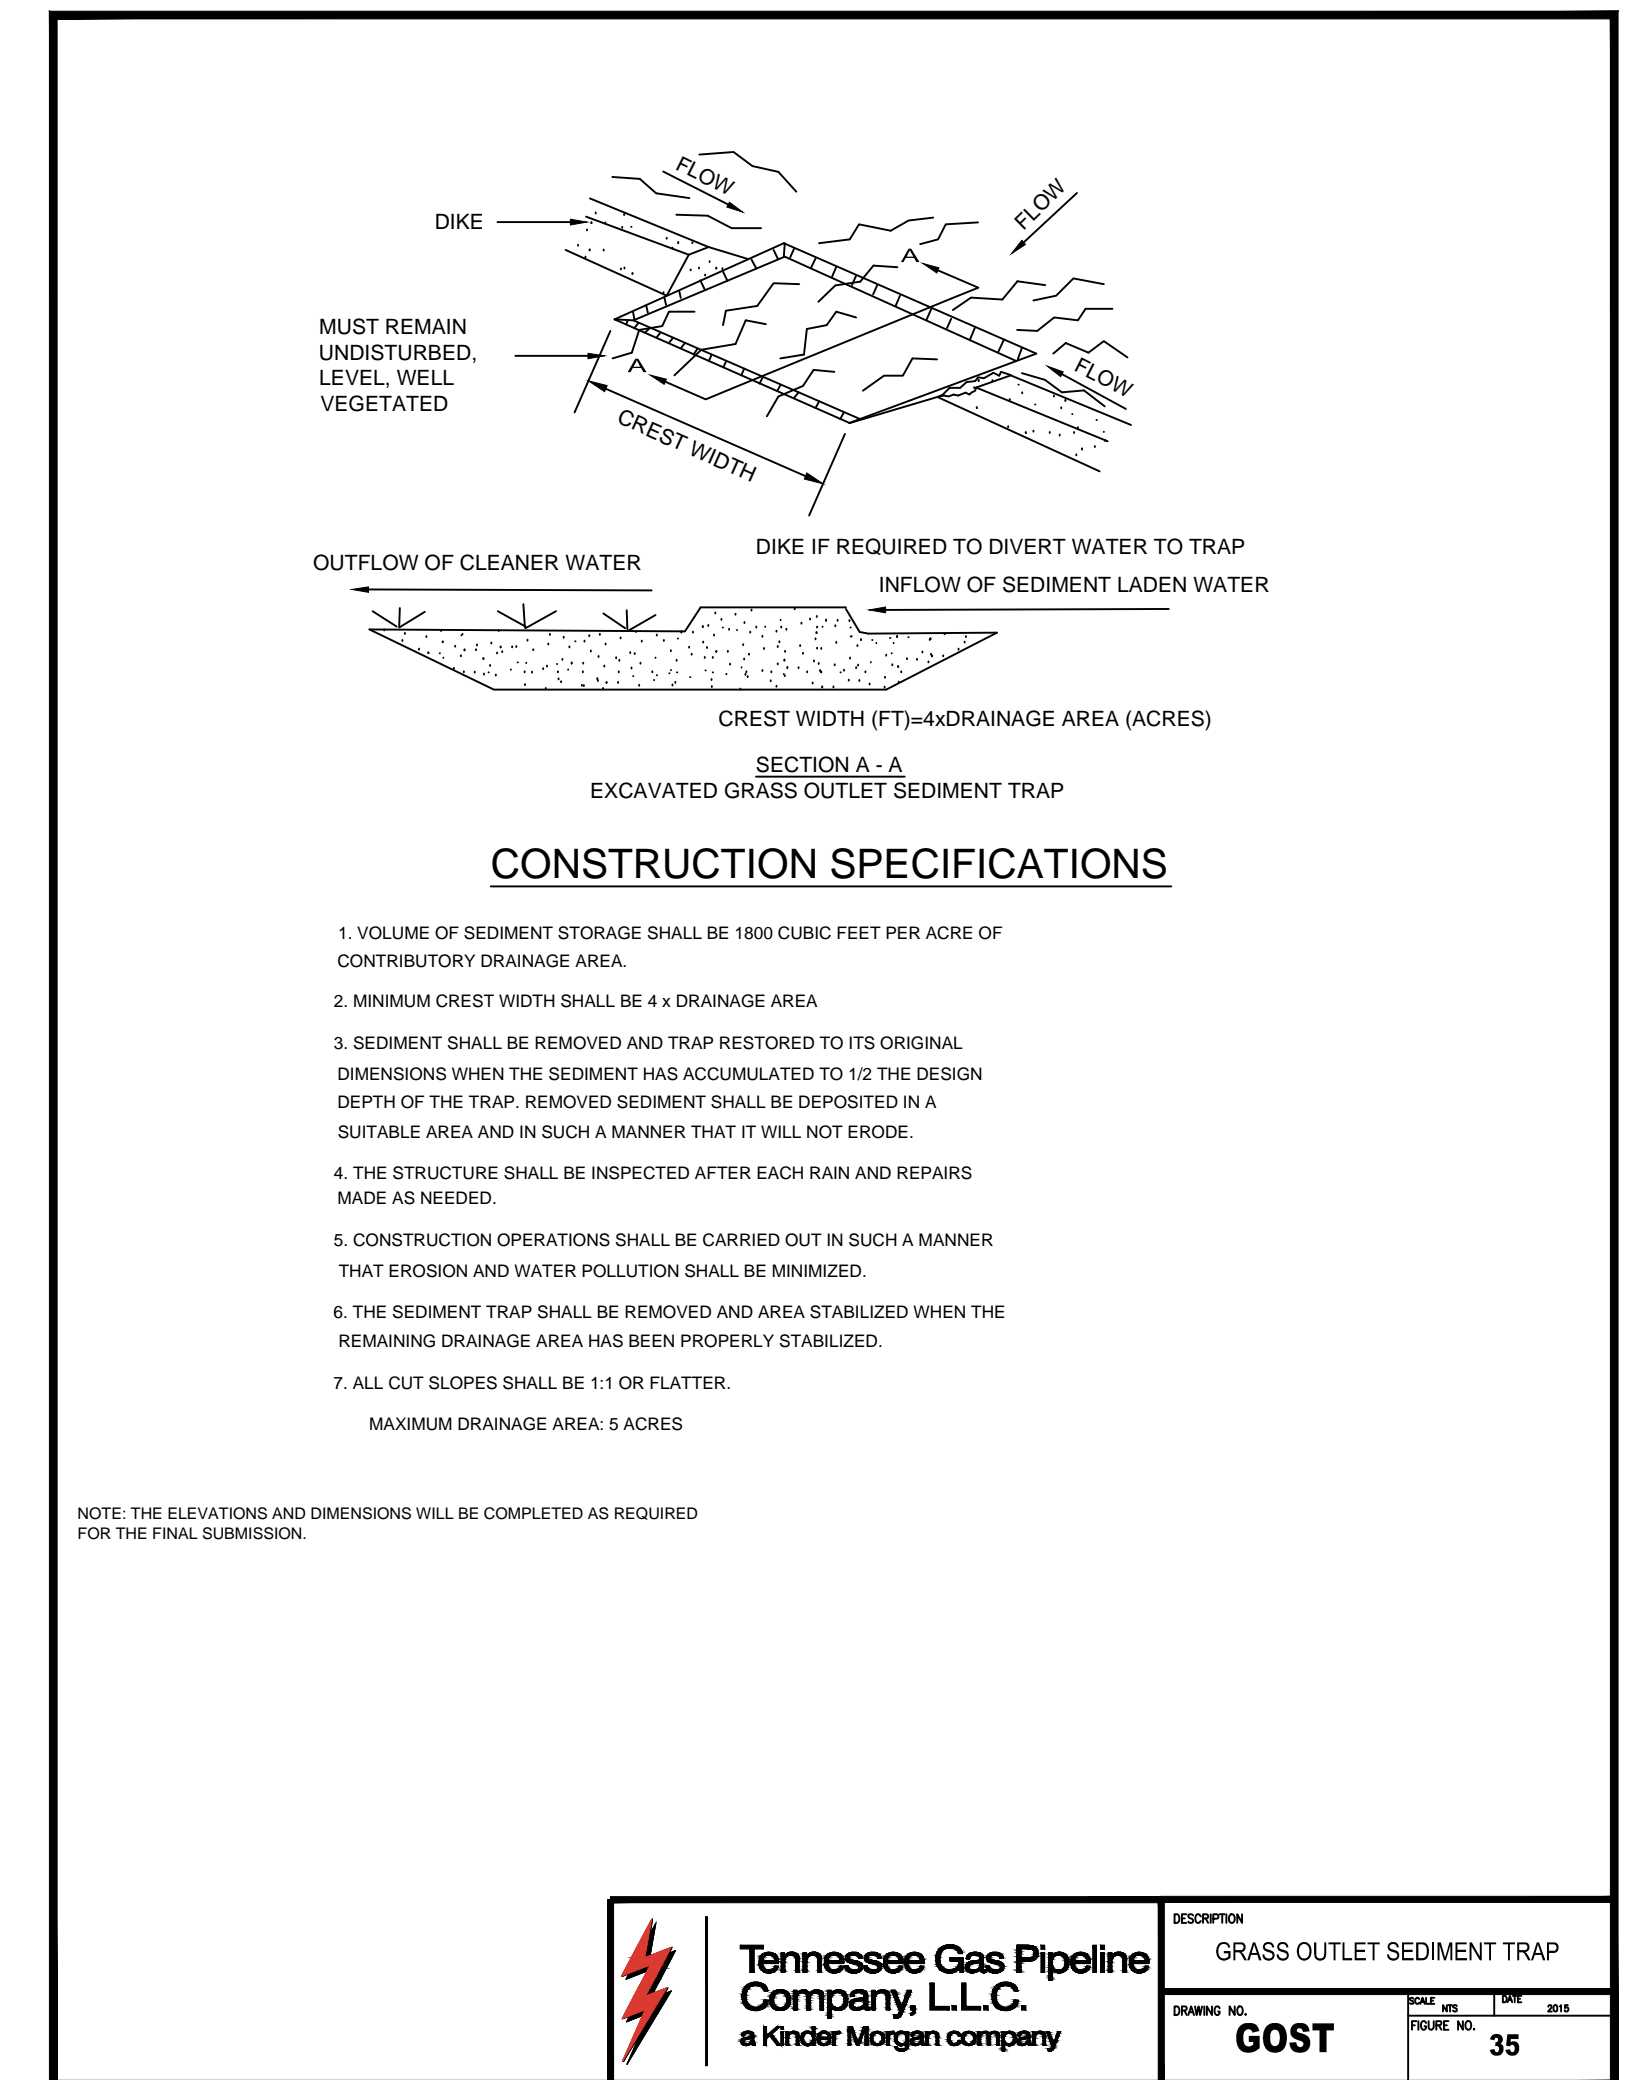 FLOW
FLOW
DIKE
A
MUST REMAIN
UNDISTURBED,
LEVEL, WELL
VEGETATED
A
FLOW
CREST WIDTH
DIKE IF REQUIRED TO DIVERT WATER TO TRAP
OUTFLOW OF CLEANER WATER
INFLOW OF SEDIMENT LADEN WATER
CREST WIDTH (FT)=4xDRAINAGE AREA (ACRES)
SECTION A - A
EXCAVATED GRASS OUTLET SEDIMENT TRAP
CONSTRUCTION SPECIFICATIONS
1. VOLUME OF SEDIMENT STORAGE SHALL BE 1800 CUBIC FEET PER ACRE OF
CONTRIBUTORY DRAINAGE AREA.
2. MINIMUM CREST WIDTH SHALL BE 4 x DRAINAGE AREA
3. SEDIMENT SHALL BE REMOVED AND TRAP RESTORED TO ITS ORIGINAL
DIMENSIONS WHEN THE SEDIMENT HAS ACCUMULATED TO 1/2 THE DESIGN
DEPTH OF THE TRAP. REMOVED SEDIMENT SHALL BE DEPOSITED IN A
SUITABLE AREA AND IN SUCH A MANNER THAT IT WILL NOT ERODE.
4. THE STRUCTURE SHALL BE INSPECTED AFTER EACH RAIN AND REPAIRS
MADE AS NEEDED.
5. CONSTRUCTION OPERATIONS SHALL BE CARRIED OUT IN SUCH A MANNER
THAT EROSION AND WATER POLLUTION SHALL BE MINIMIZED.
6. THE SEDIMENT TRAP SHALL BE REMOVED AND AREA STABILIZED WHEN THE
REMAINING DRAINAGE AREA HAS BEEN PROPERLY STABILIZED.
7. ALL CUT SLOPES SHALL BE 1:1 OR FLATTER.
MAXIMUM DRAINAGE AREA: 5 ACRES
NOTE: THE ELEVATIONS AND DIMENSIONS WILL BE COMPLETED AS REQUIRED
FOR THE FINAL SUBMISSION.
Tennessee Gas Pipeline
Company, L.L.C.
a Kinder Morgan company
DESCRIPTION
GRASS OUTLET SEDIMENT TRAP
DRAWING NO.
GOST
SCALE
NTS
DATE
2015
FIGURE NO.
35